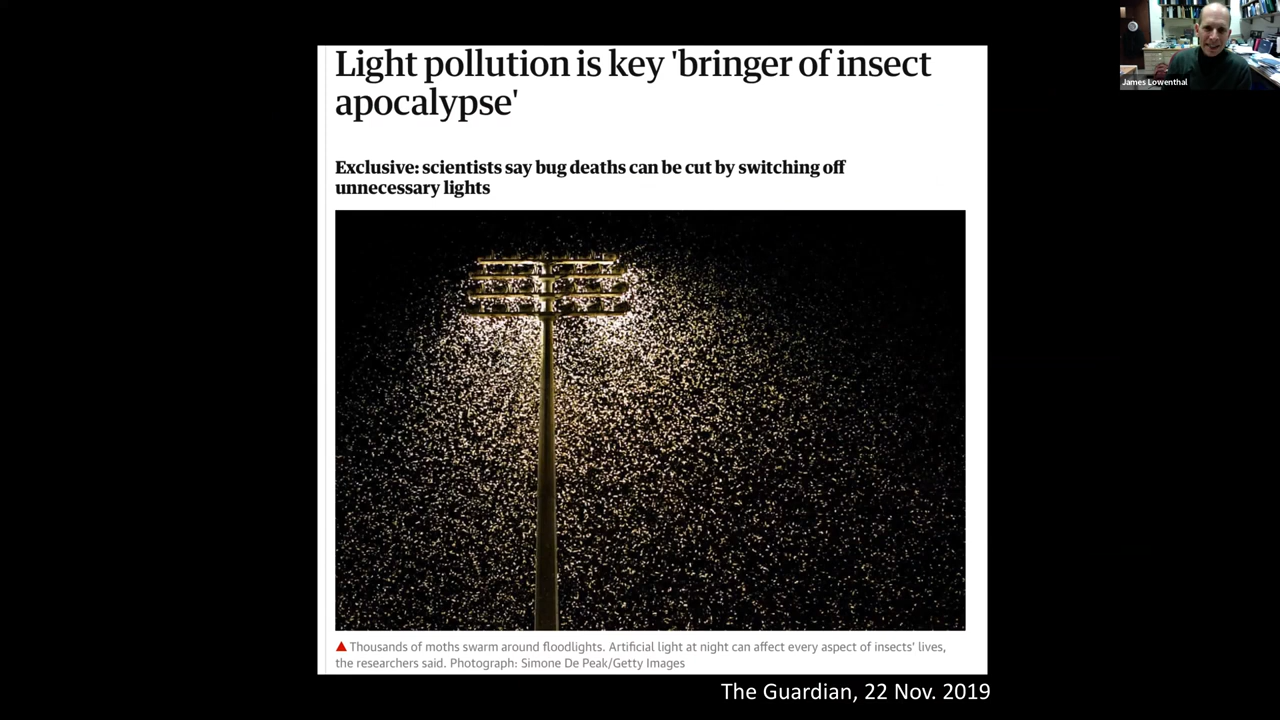 Light pollution is key 'bringer of insect
apocalypse'
Exclusive: scientists say bug deaths can be cut by switching off
unnecessary lights
▲ Thousands of moths swarm around floodlights. Artificial light at night can affect every aspect of insects' lives,
the researchers said. Photograph: Simone De Peak/Getty Images
The Guardian, 22 Nov. 2019
James Lowenthal